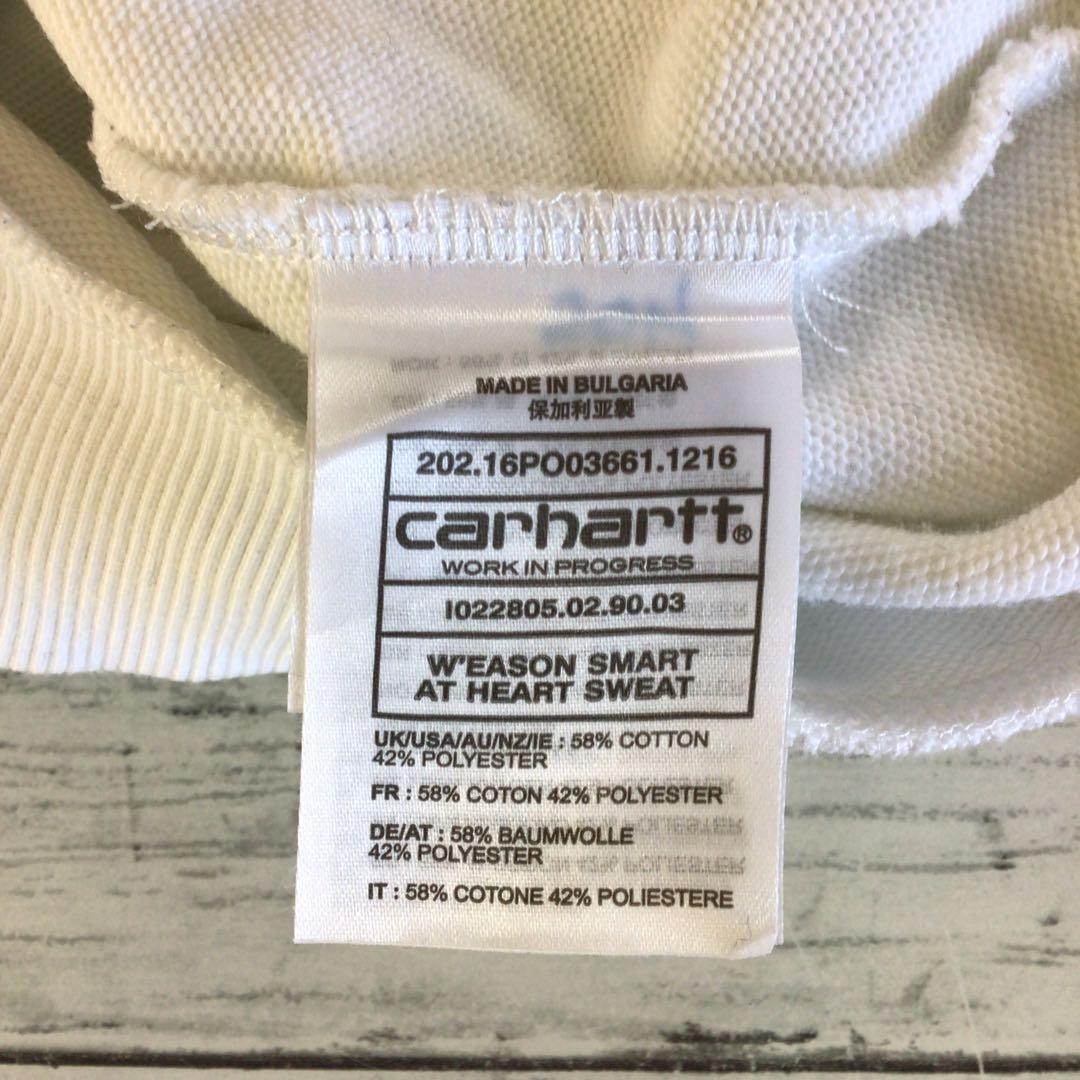 MADE IN BULGARIA
保加利亚製
202.16PO03661.1216
carhartt®
WORK IN PROGRESS
I022805.02.90.03
W'EASON SMART
AT HEART SWEAT
UK/USA/AU/NZ/IE : 58% COTTON
42% POLYESTER
FR : 58% COTON 42% POLYESTER
DE/AT : 58% BAUMWOLLE
42% POLYESTER
IT : 58% COTONE 42% POLIESTERE